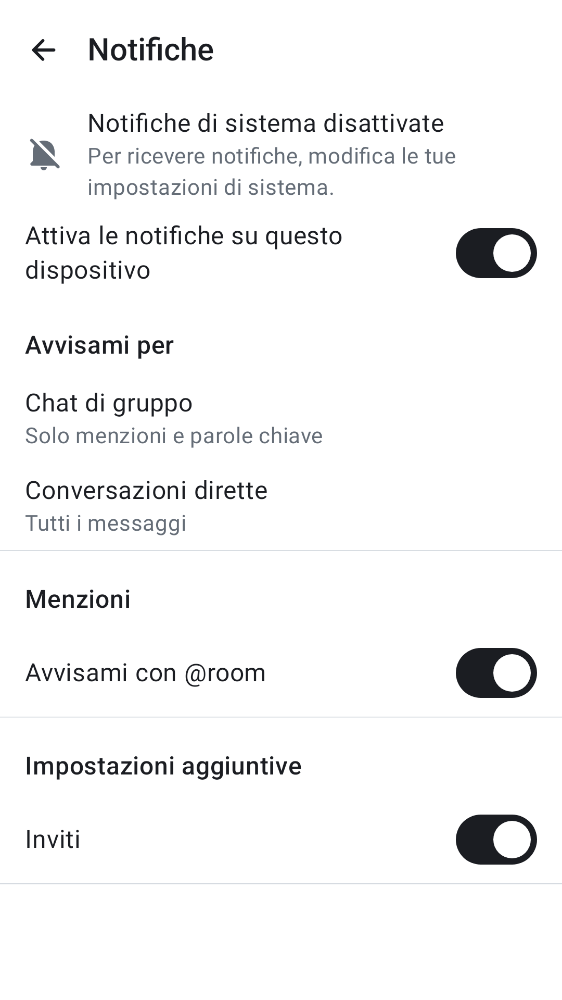 Notifiche
Notifiche di sistema disattivate
Per ricevere notifiche, modifica le tue
impostazioni di sistema.
Attiva le notifiche su questo
dispositivo
Avvisami per
Chat di gruppo
Solo menzioni e parole chiave
Conversazioni dirette
Tutti i messaggi
Menzioni
Avvisami con @room
Impostazioni aggiuntive
Inviti